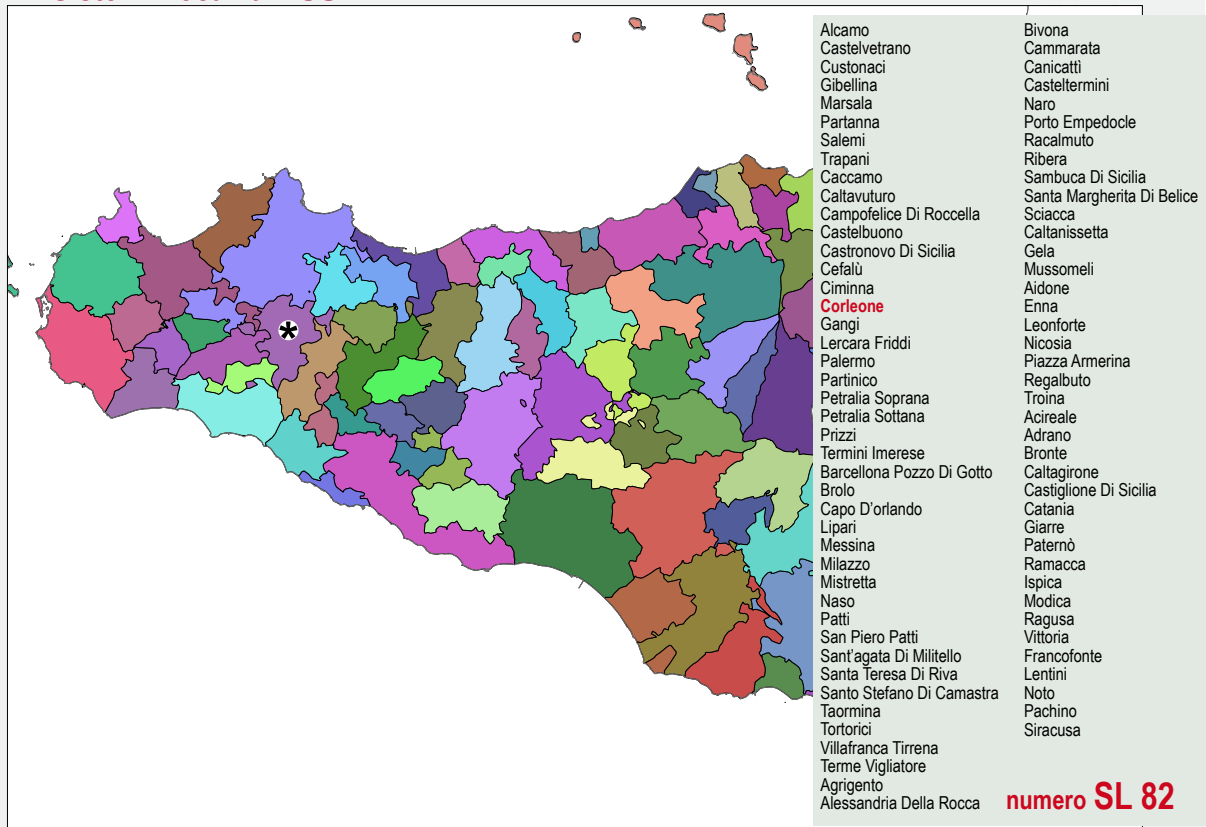 Alcamo
Castelvetrano
Custonaci
Gibellina
Marsala
Partanna
Salemi
Trapani
Caccamo
Caltavuturo
Campofelice Di Roccella
Castelbuono
Castronovo Di Sicilia
Cefalù
Ciminna
Corleone
Gangi
Lercara Friddi
Palermo
Partinico
Petralia Soprana
Petralia Sottana
Prizzi
Termini Imerese
Barcellona Pozzo Di Gotto
Brolo
Capo D'orlando
Lipari
Messina
Milazzo
Mistretta
Naso
Patti
San Piero Patti
Sant'agata Di Militello
Santa Teresa Di Riva
Santo Stefano Di Camastra
Taormina
Tortorici
Villafranca Tirrena
Terme Vigliatore
Agrigento
Alessandria Della Rocca
Bivona
Cammarata
Canicattì
Casteltermini
Naro
Porto Empedocle
Racalmuto
Ribera
Sambuca Di Sicilia
Santa Margherita Di Belice
Sciacca
Caltanissetta
Gela
Mussomeli
Aidone
Enna
Leonforte
Nicosia
Piazza Armerina
Regalbuto
Troina
Acireale
Adrano
Bronte
Caltagirone
Castiglione Di Sicilia
Catania
Giarre
Paternò
Ramacca
Ispica
Modica
Ragusa
Vittoria
Francofonte
Lentini
Noto
Pachino
Siracusa
numero SL 82